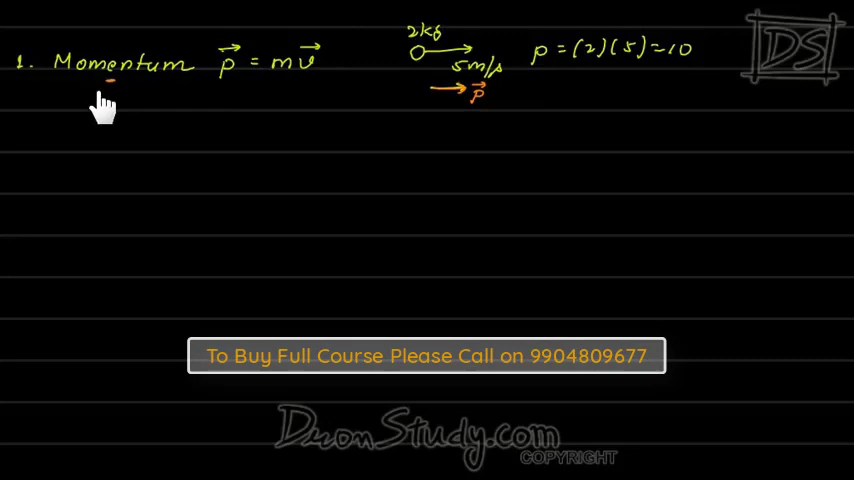 1. Momentum p⃗ = mv⃗
2kg
5m/s
p⃗
p = (2)(5) = 10
DS
To Buy Full Course Please Call on 9904809677
DronStudy.com
COPYRIGHT